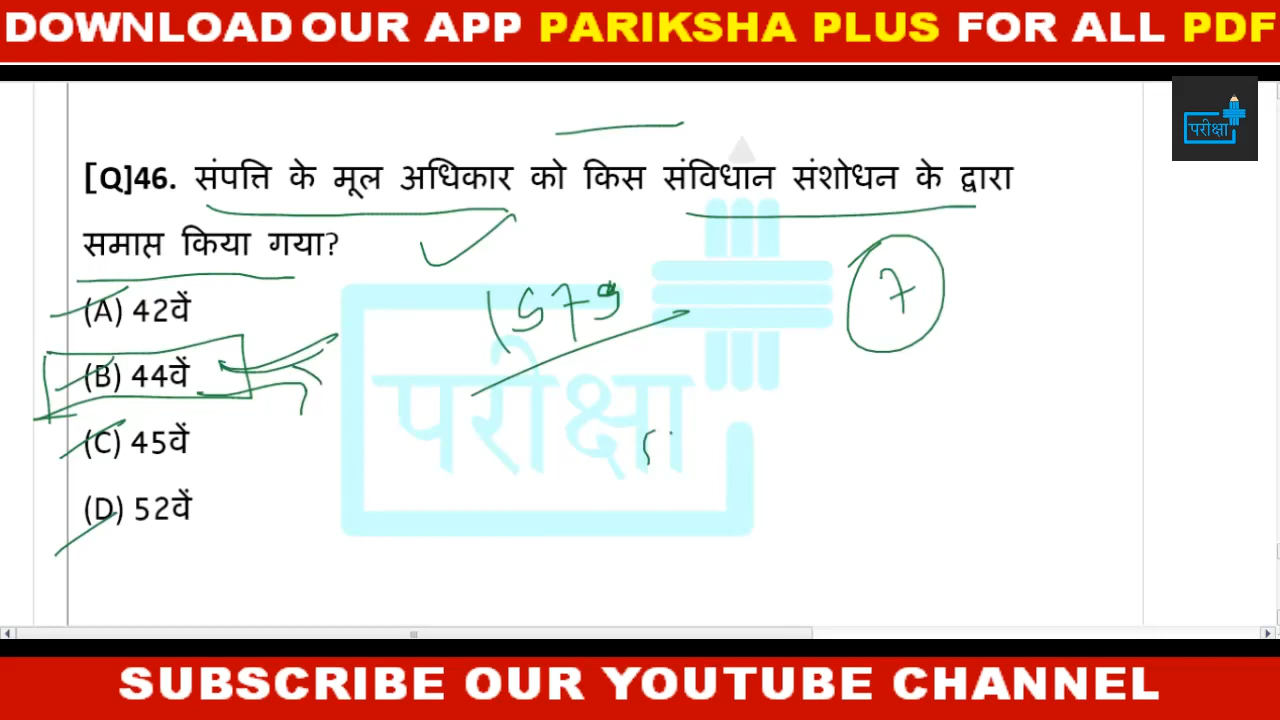 DOWNLOAD OUR APP PARIKSHA PLUS FOR ALL PDF
परीक्षा
[Q]46. संपत्ति के मूल अधिकार को किस संविधान संशोधन के द्वारा
समाप्त किया गया?
7
(A) 42वें
(B) 44वें
(C) 45वें
(D) 52वें
परीक्षा
SUBSCRIBE OUR YOUTUBE CHANNEL